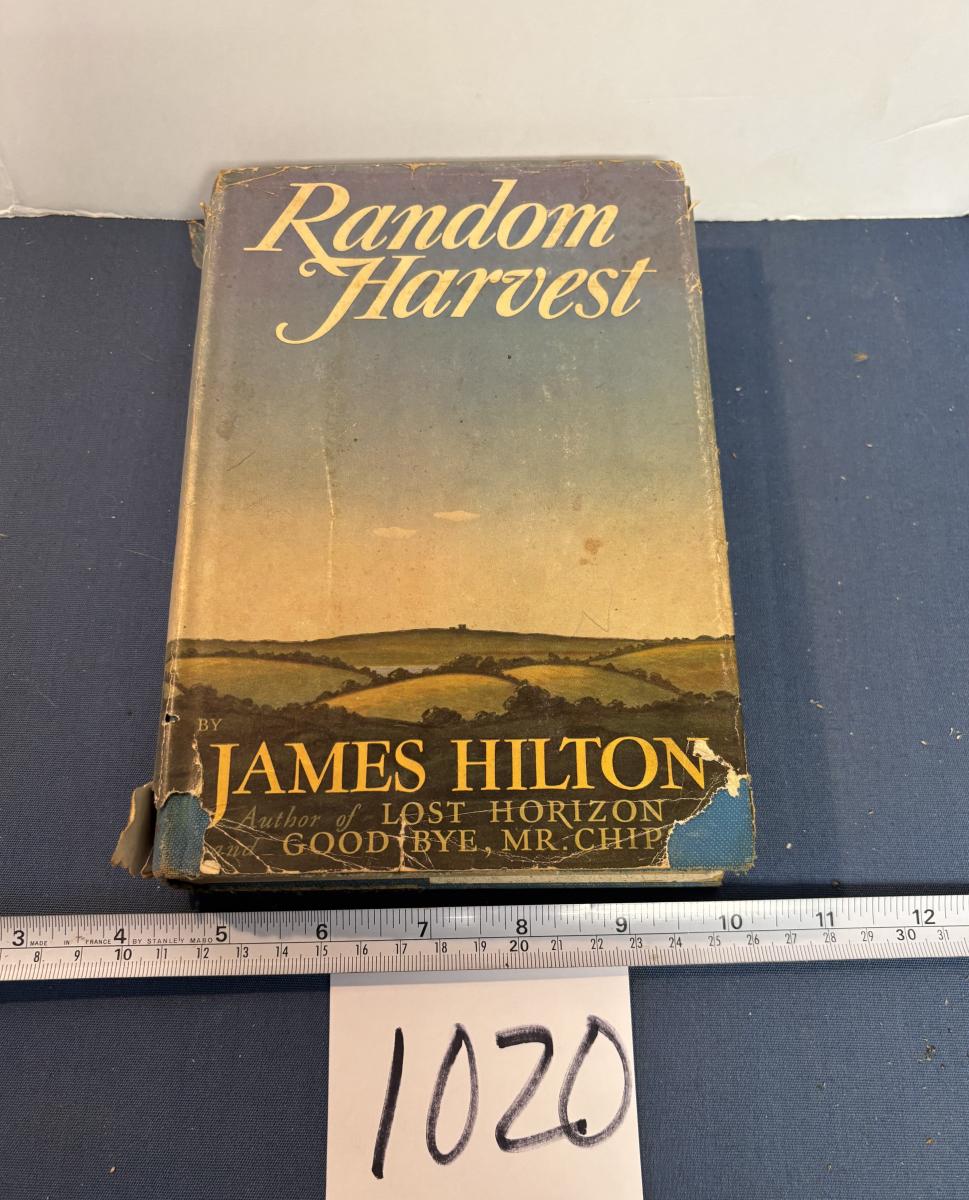 Random
Harvest
BY
JAMES HILTON
Author of LOST HORIZON
and GOOD-BYE, MR. CHIP
3 MADE IN FRANCE 4 BY STANLEY MABO 5 6 7 8 9 10 11 12
8 9 10 11 12 13 14 15 16 17 18 19 20 21 22 23 24 25 26 27 28 29 30 31
1020